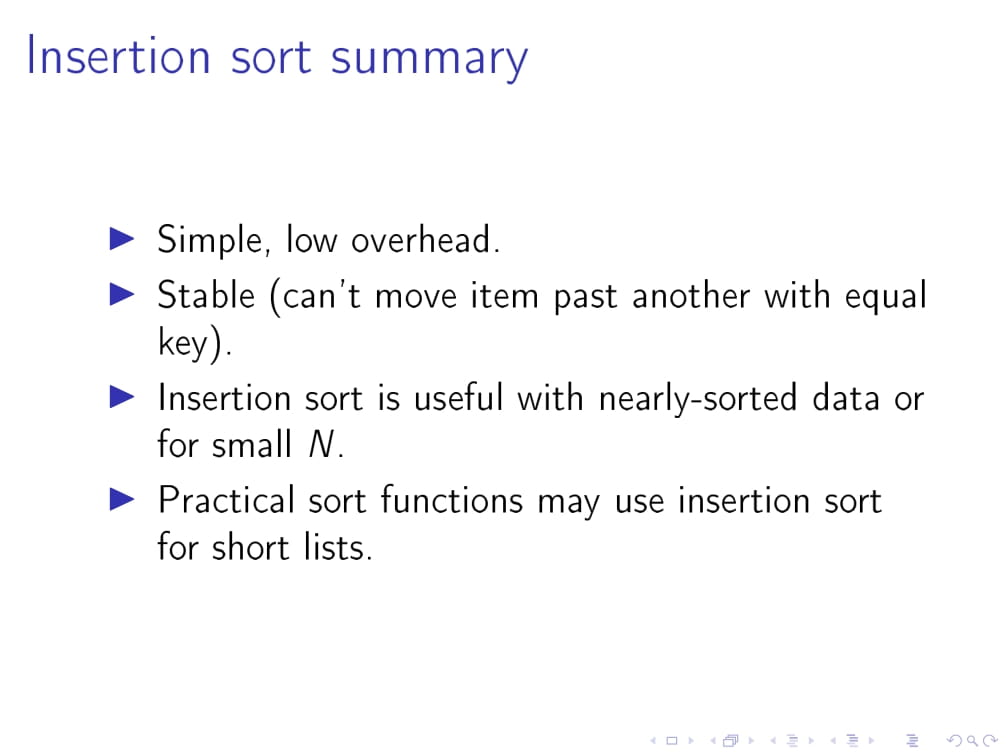 Insertion sort summary
Simple, low overhead.
Stable (can't move item past another with equal
key).
Insertion sort is useful with nearly-sorted data or
for small N.
Practical sort functions may use insertion sort
for short lists.